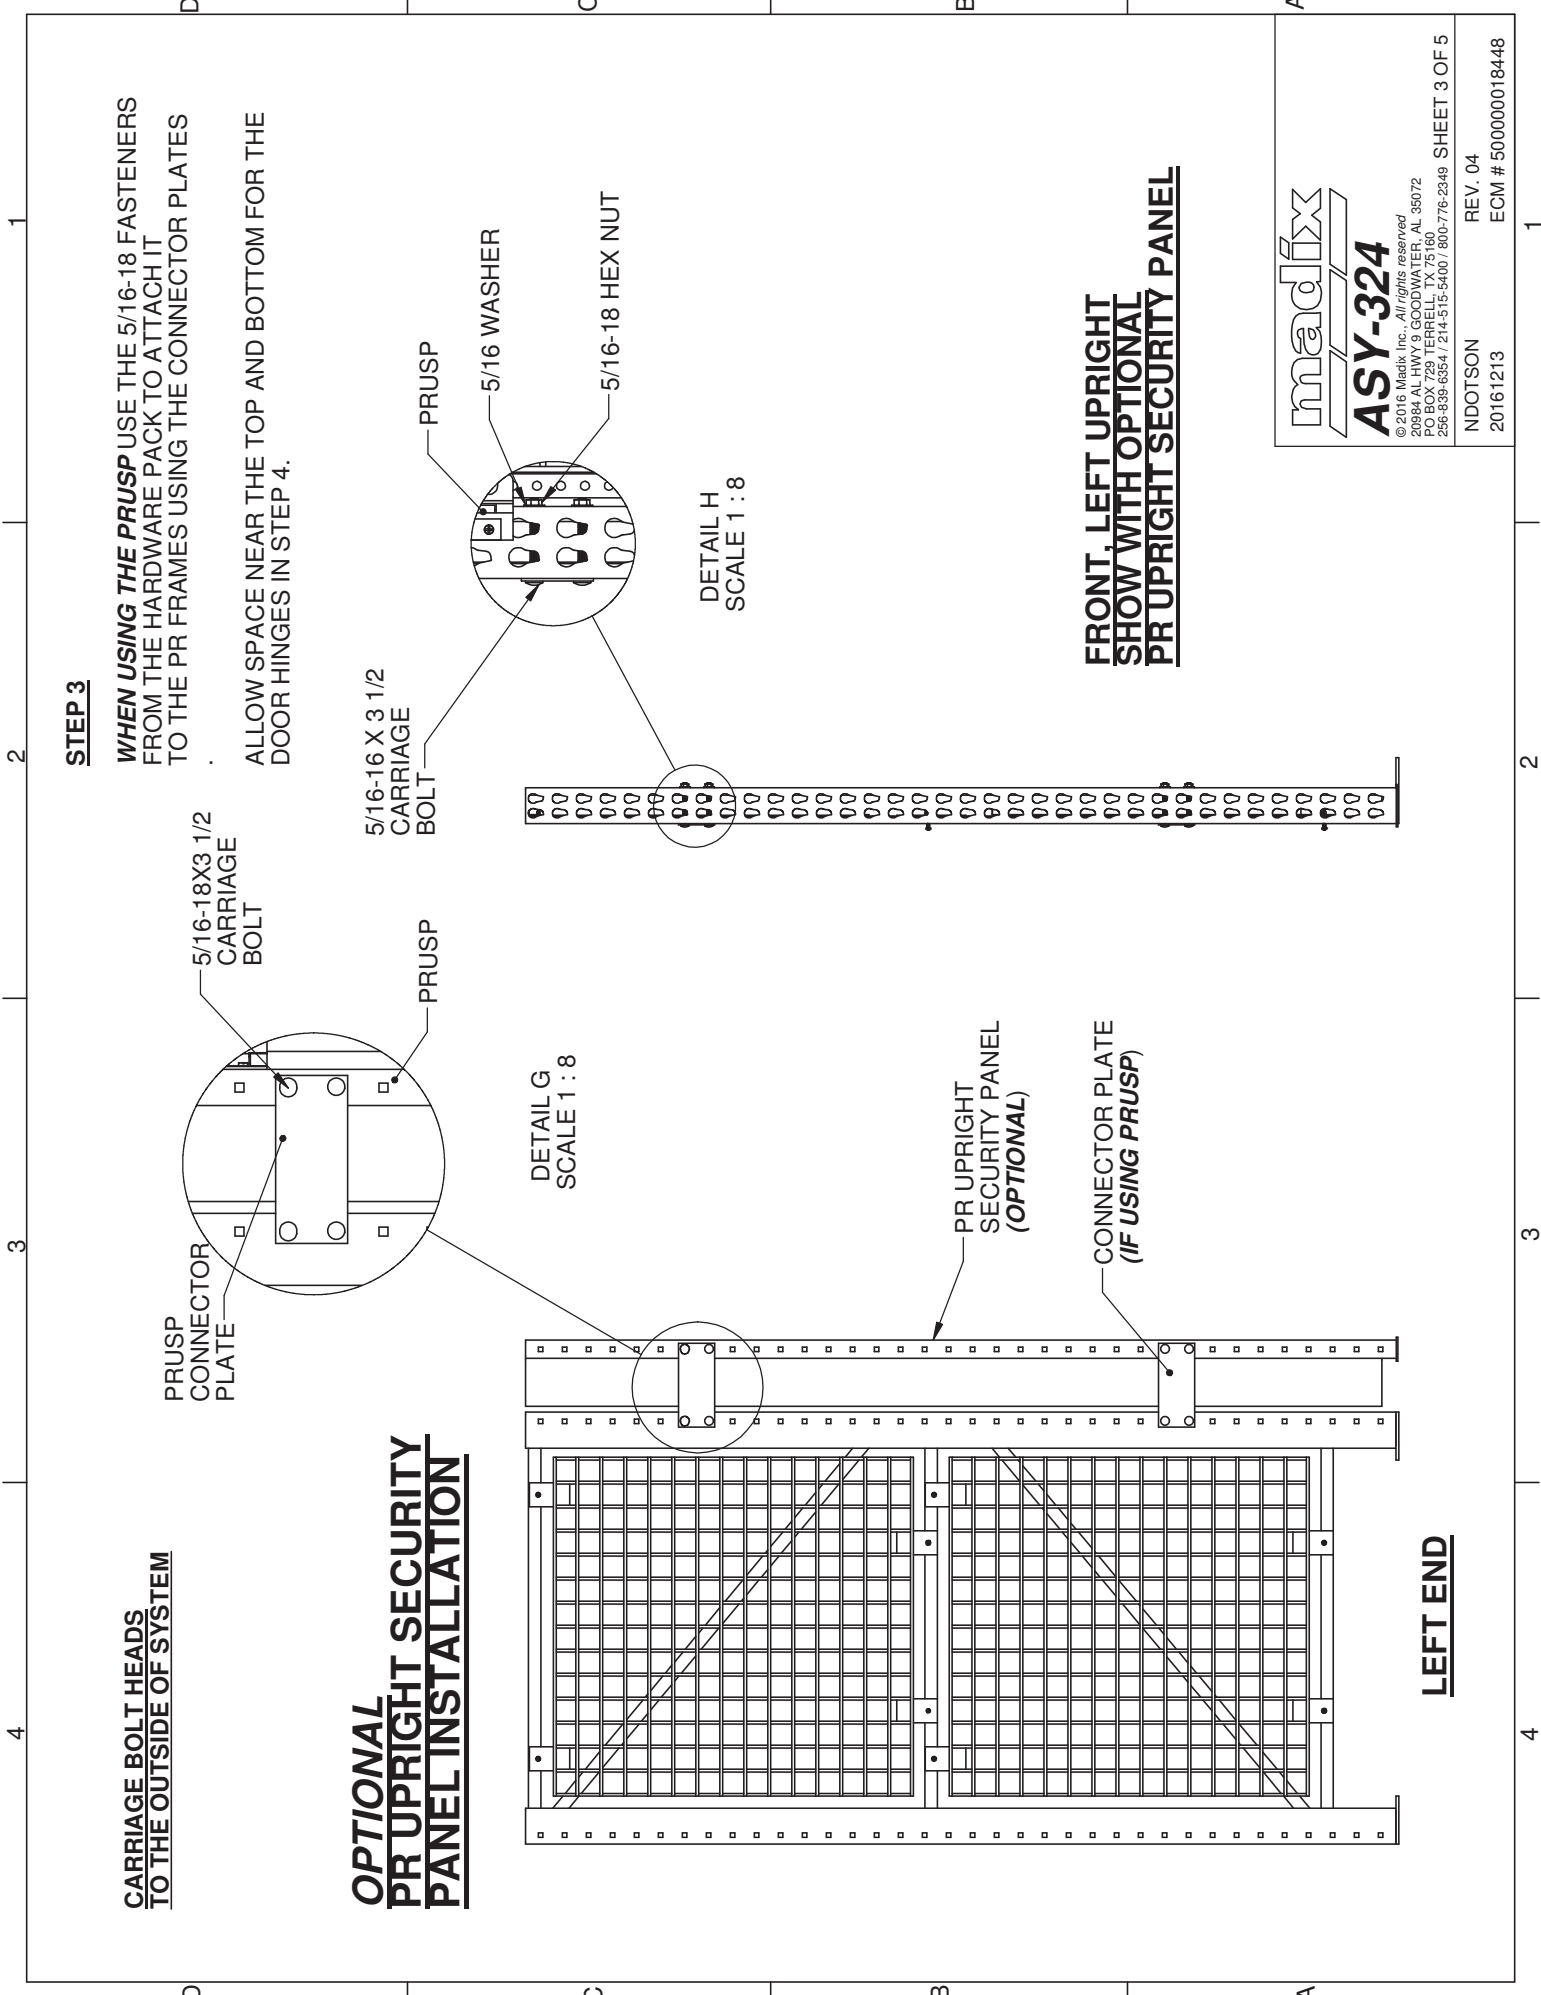 4
3
2
1
D
C
B
A
CARRIAGE BOLT HEADS
TO THE OUTSIDE OF SYSTEM
OPTIONAL
PR UPRIGHT SECURITY
PANEL INSTALLATION
PRUSP
CONNECTOR
PLATE
5/16-18X3 1/2
CARRIAGE
BOLT
PRUSP
DETAIL G
SCALE 1 : 8
STEP 3
WHEN USING THE PRUSP USE THE 5/16-18 FASTENERS
FROM THE HARDWARE PACK TO ATTACH IT
TO THE PR FRAMES USING THE CONNECTOR PLATES
.
ALLOW SPACE NEAR THE TOP AND BOTTOM FOR THE
DOOR HINGES IN STEP 4.
5/16-16 X 3 1/2
CARRIAGE
BOLT
PRUSP
5/16 WASHER
5/16-18 HEX NUT
DETAIL H
SCALE 1 : 8
PR UPRIGHT
SECURITY PANEL
(OPTIONAL)
CONNECTOR PLATE
(IF USING PRUSP)
LEFT END
FRONT, LEFT UPRIGHT
SHOW WITH OPTIONAL
PR UPRIGHT SECURITY PANEL
madix
ASY-324
© 2016 Madix Inc., All rights reserved
20984 AL HWY 9 GOODWATER, AL 35072
PO BOX 729 TERRELL, TX 75160
256-839-6354 / 214-515-5400 / 800-776-2349 SHEET 3 OF 5
NDOTSON REV. 04
20161213 ECM # 500000018448
D
C
B
A
4
3
2
1